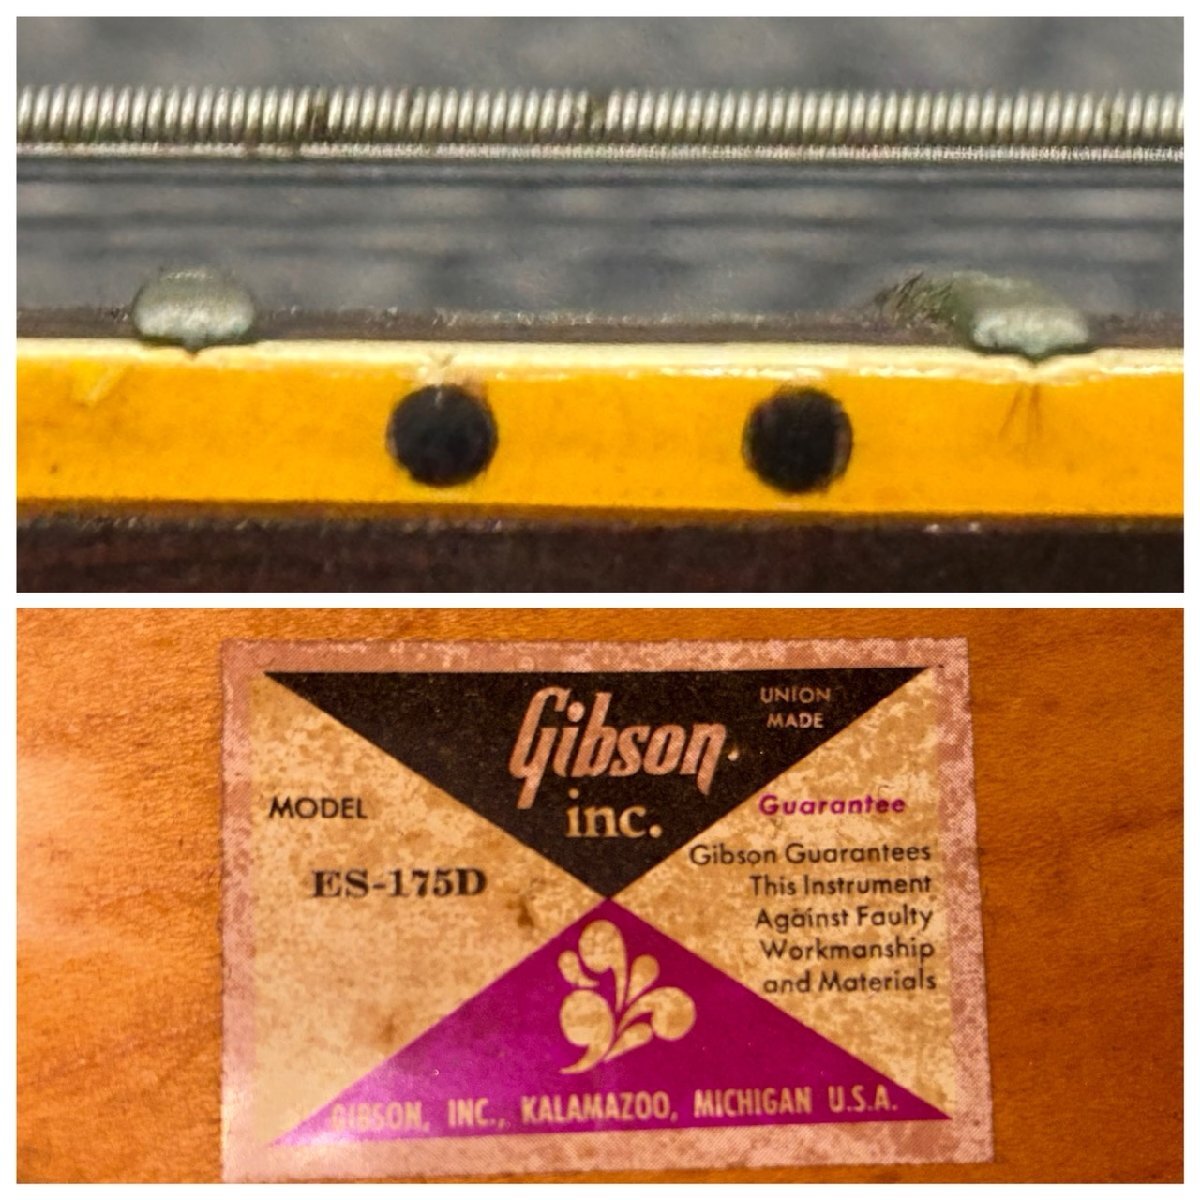 Gibson
inc.
UNION
MADE
MODEL
ES-175D
Guarantee
Gibson Guarantees
This Instrument
Against Faulty
Workmanship
and Materials
GIBSON, INC., KALAMAZOO, MICHIGAN U.S.A.